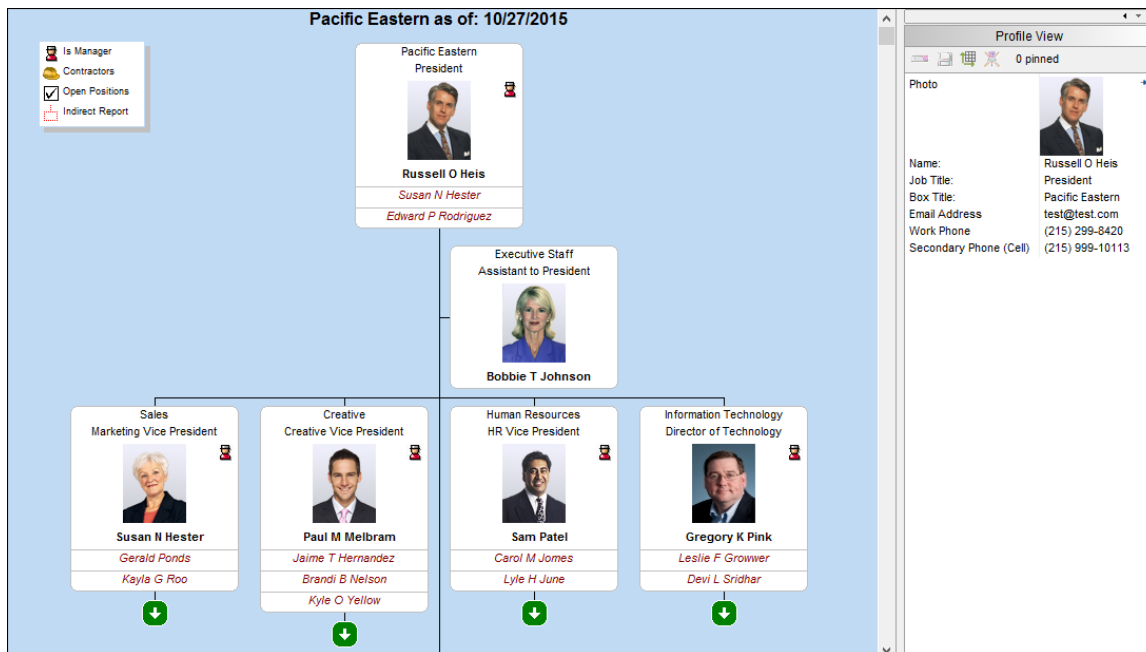 Pacific Eastern as of: 10/27/2015
Is Manager
Contractors
Open Positions
Indirect Report
Pacific Eastern
President
Russell O Heis
Susan N Hester
Edward P Rodriguez
Executive Staff
Assistant to President
Bobbie T Johnson
Sales
Marketing Vice President
Susan N Hester
Gerald Ponds
Kayla G Roo
Creative
Creative Vice President
Paul M Melbram
Jaime T Hernandez
Brandi B Nelson
Kyle O Yellow
Human Resources
HR Vice President
Sam Patel
Carol M Jomes
Lyle H June
Information Technology
Director of Technology
Gregory K Pink
Leslie F Growwer
Devi L Sridhar
Profile View
0 pinned
Photo
Name: Russell O Heis
Job Title: President
Box Title: Pacific Eastern
Email Address test@test.com
Work Phone (215) 299-8420
Secondary Phone (Cell) (215) 999-10113